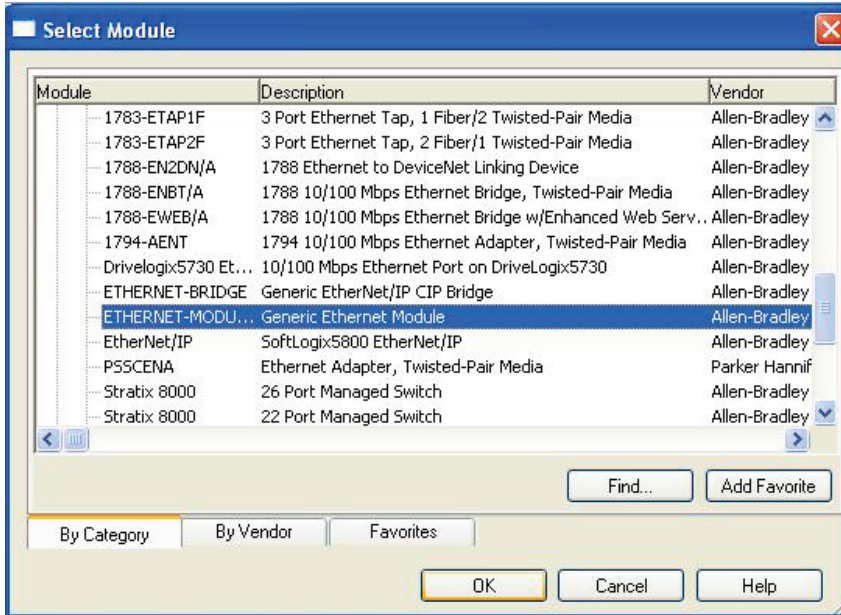 Select Module
Module Description Vendor
1783-ETAP1F 3 Port Ethernet Tap, 1 Fiber/2 Twisted-Pair Media Allen-Bradley
1783-ETAP2F 3 Port Ethernet Tap, 2 Fiber/1 Twisted-Pair Media Allen-Bradley
1788-EN2DN/A 1788 Ethernet to DeviceNet Linking Device Allen-Bradley
1788-ENBT/A 1788 10/100 Mbps Ethernet Bridge, Twisted-Pair Media Allen-Bradley
1788-EWEB/A 1788 10/100 Mbps Ethernet Bridge w/Enhanced Web Serv... Allen-Bradley
1794-AENT 1794 10/100 Mbps Ethernet Adapter, Twisted-Pair Media Allen-Bradley
Drivelogix5730 Et... 10/100 Mbps Ethernet Port on DriveLogix5730 Allen-Bradley
ETHERNET-BRIDGE Generic EtherNet/IP CIP Bridge Allen-Bradley
ETHERNET-MODU... Generic Ethernet Module Allen-Bradley
EtherNet/IP SoftLogix5800 EtherNet/IP Allen-Bradley
PSSCENA Ethernet Adapter, Twisted-Pair Media Parker Hannif
Stratix 8000 26 Port Managed Switch Allen-Bradley
Stratix 8000 22 Port Managed Switch Allen-Bradley
Find... Add Favorite
By Category By Vendor Favorites
OK Cancel Help